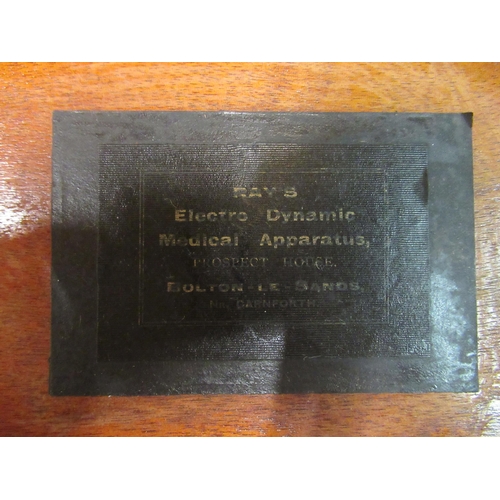 RAY'S
Electro Dynamic
Medical Apparatus,
PROSPECT HOUSE,
BOLTON-LE-SANDS,
Nr. CARNFORTH.